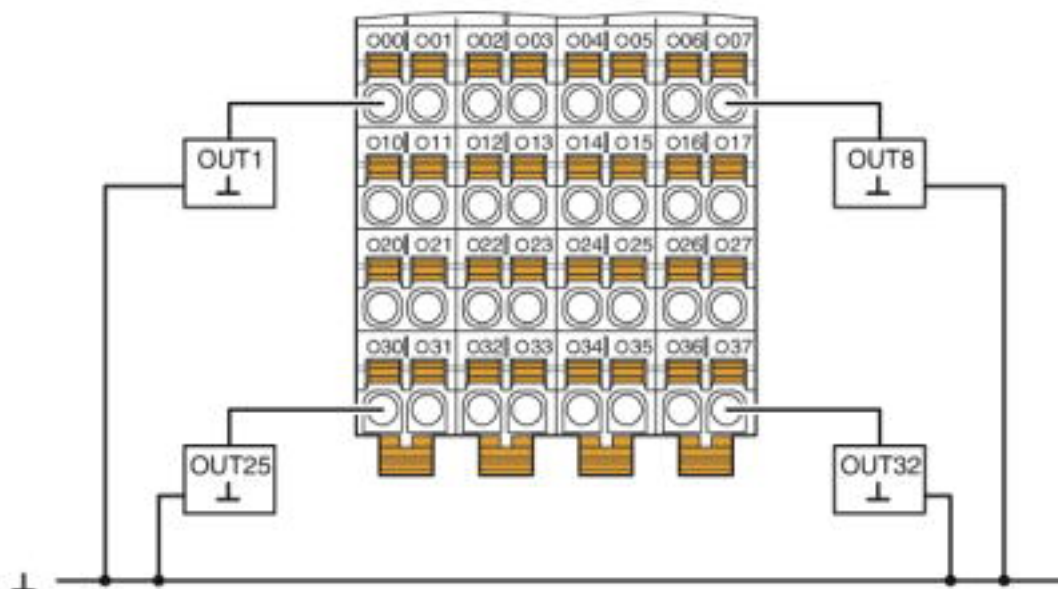 O00 O01 O02 O03 O04 O05 O06 O07
OUT1 OUT8
O10 O11 O12 O13 O14 O15 O16 O17
O20 O21 O22 O23 O24 O25 O26 O27
O30 O31 O32 O33 O34 O35 O36 O37
OUT25 OUT32